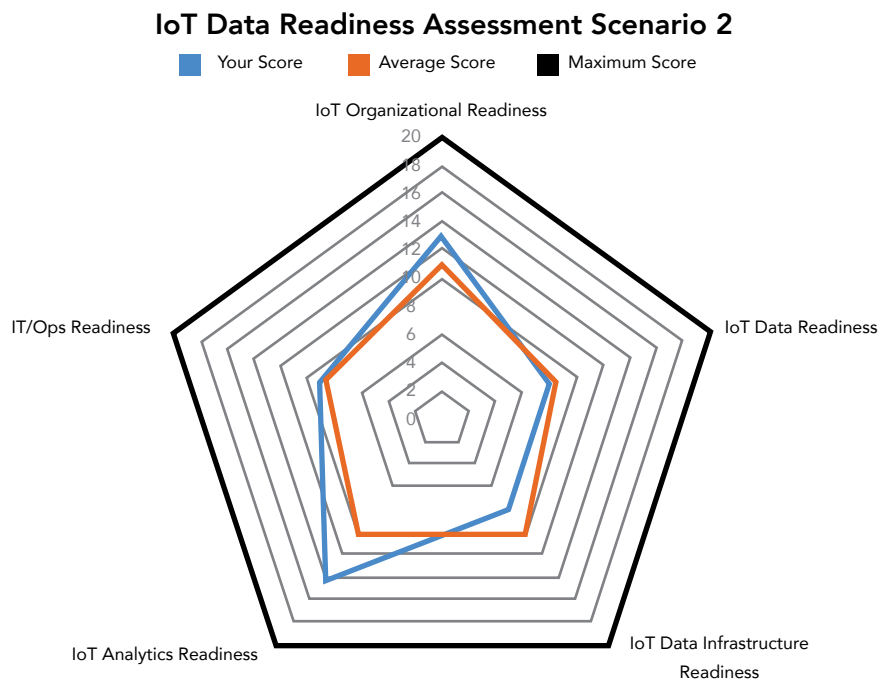 IoT Data Readiness Assessment Scenario 2
Your Score
Average Score
Maximum Score
IoT Organizational Readiness
20
18
16
14
12
10
8
6
4
2
0
IT/Ops Readiness
IoT Data Readiness
IoT Analytics Readiness
IoT Data Infrastructure
Readiness